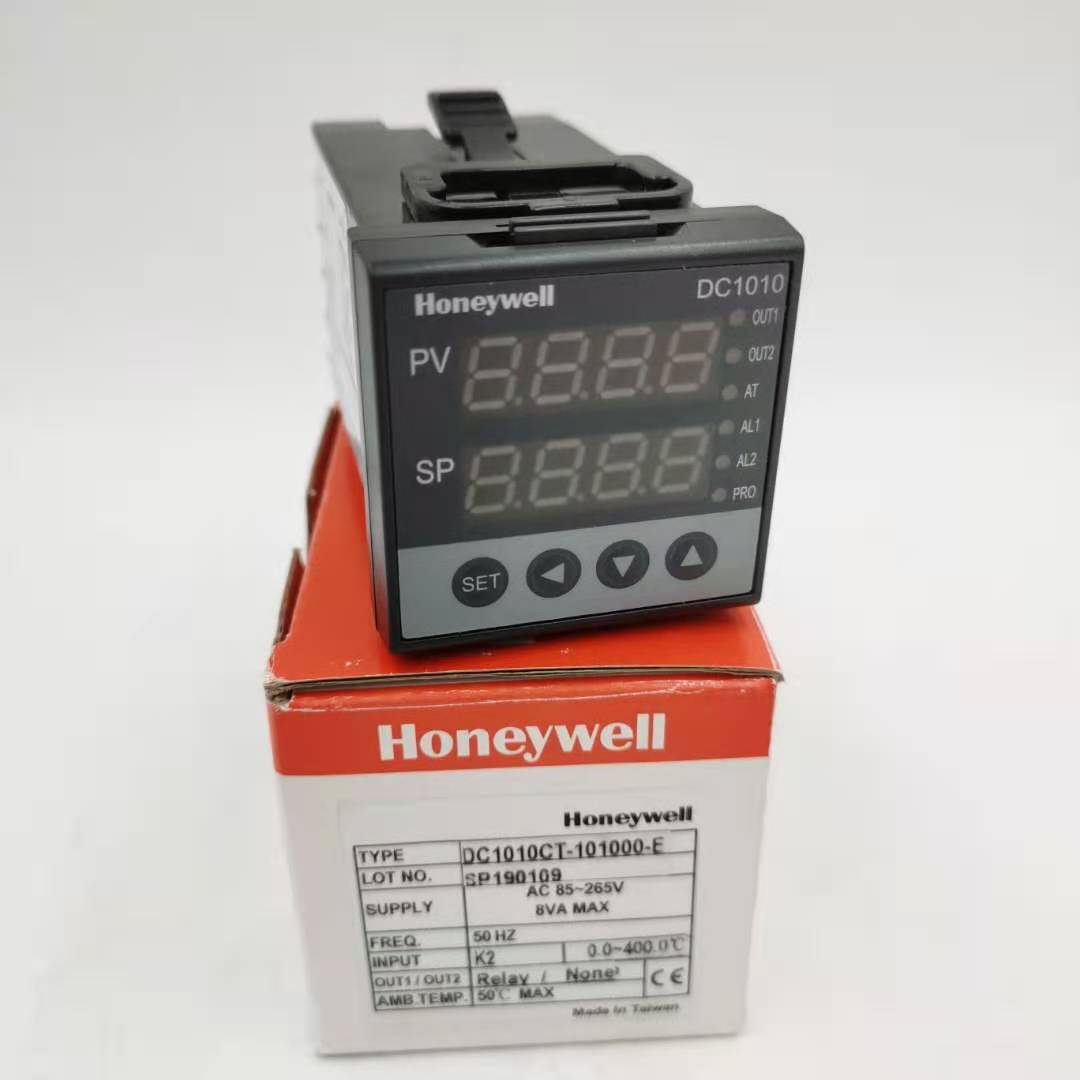 Honeywell DC1010
OUT1
PV OUT2
AT
AL1
SP AL2
PRO
SET
Honeywell
Honeywell
TYPE DC1010CT-101000-E
LOT NO. SP190109
SUPPLY AC 85~265V
8VA MAX
FREQ. 50 HZ
INPUT K2 0.0~400.0℃
OUT1 / OUT2 Relay / None CE
AMB.TEMP. 50℃ MAX
Made in Taiwan